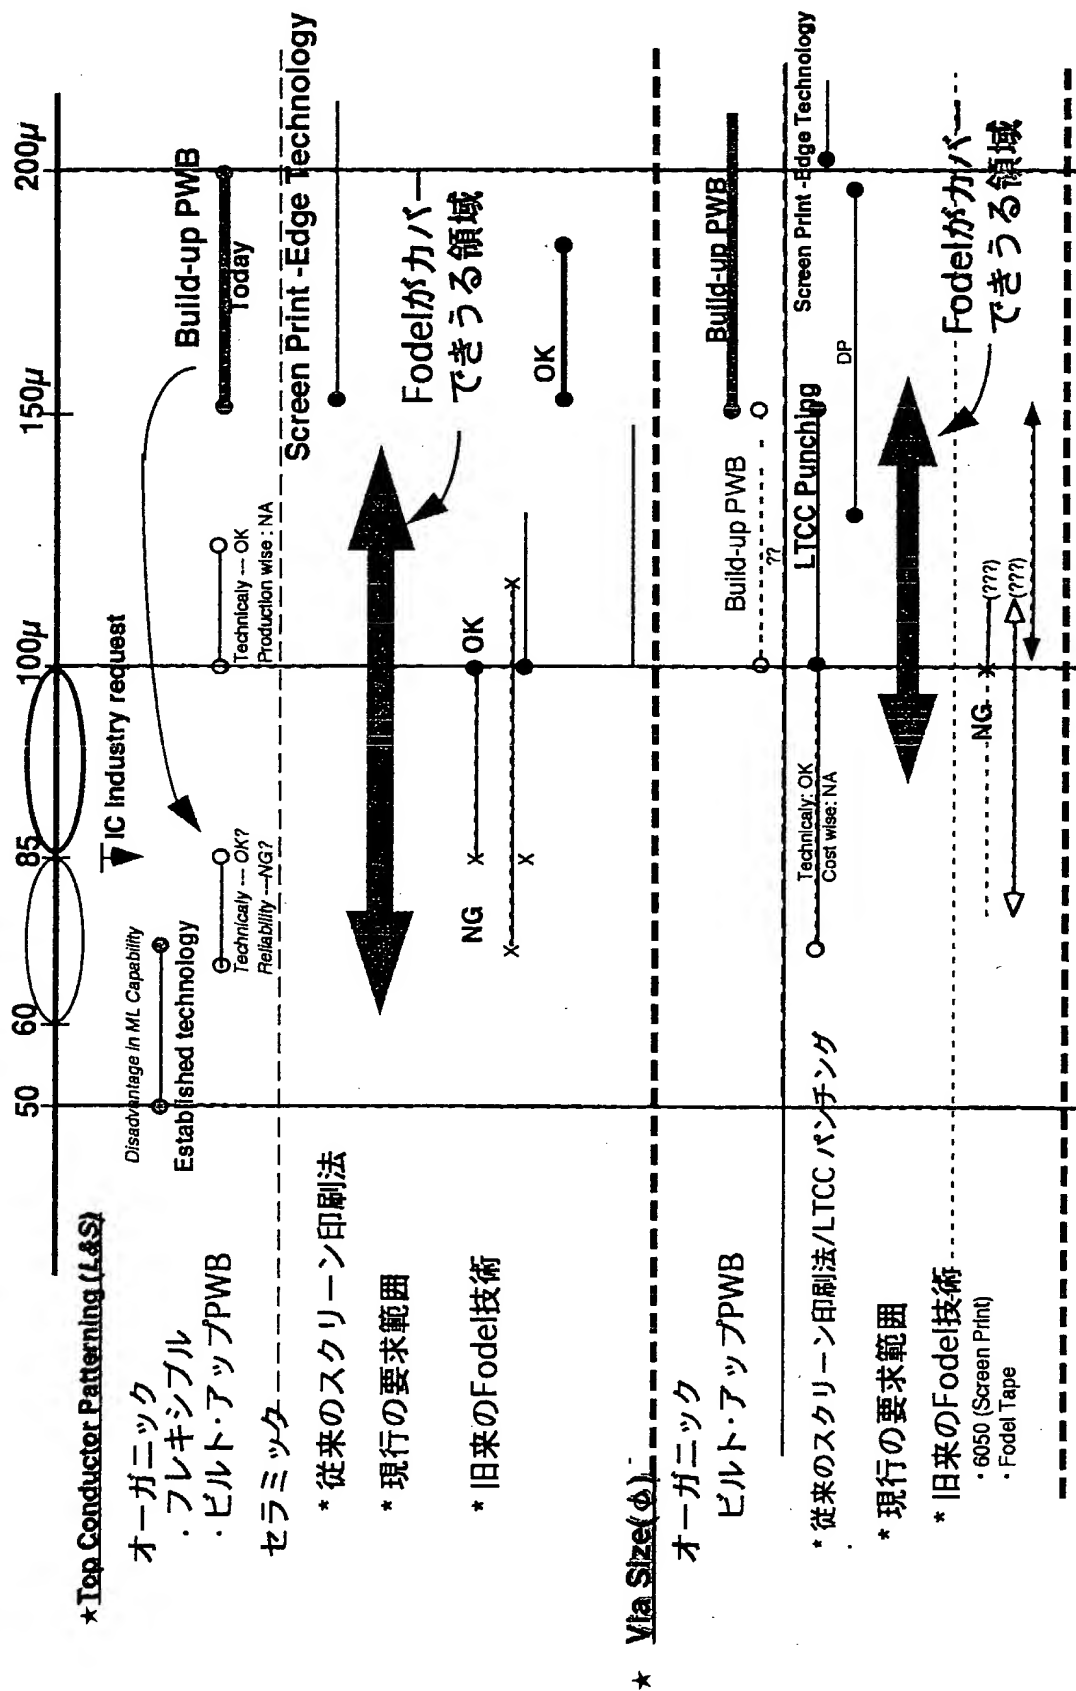 50
60
85
100μ
150μ
200μ
★Top Conductor Patterning (L&S)
IC Industry request
オーガニック
・フレキシブル
Disadvantage in ML Capability
Established technology
・ビルト・アップPWB
Technicaly --- OK?
Reliability ---NG?
Technicaly --- OK
Production wise : NA
Build-up PWB
Today
セラミック
Screen Print -Edge Technology
* 従来のスクリーン印刷法
* 現行の要求範囲
Fodelがカバー
できうる領域
* 旧来のFodel技術
NG
OK
OK
★ Via Size(Φ)
オーガニック
ビルト・アップPWB
Build-up PWB
??
Build-up PWB
* 従来のスクリーン印刷法/LTCC パンチング
Technicaly: OK
Cost wise: NA
LTCC Punching
Screen Print -Edge Technology
DP
* 現行の要求範囲
Fodelがカバー
できうる領域
* 旧来のFodel技術
・6050 (Screen Print)
・Fodel Tape
NG
(???)
(???)